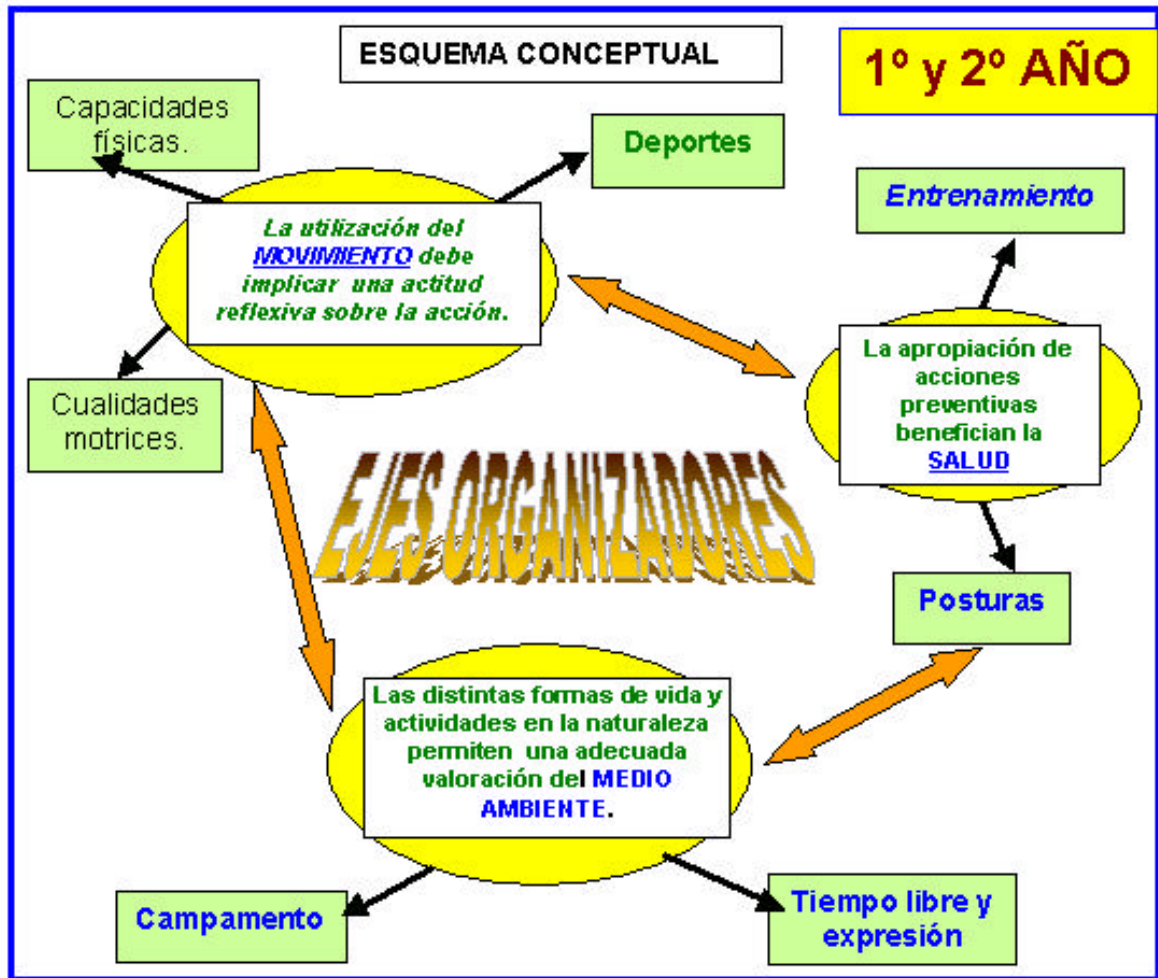 ESQUEMA CONCEPTUAL
1º y 2º AÑO
Capacidades
físicas.
Deportes
Entrenamiento
La utilización del
MOVIMIENTO debe
implicar una actitud
reflexiva sobre la acción.
La apropiación de
acciones
preventivas
benefician la
SALUD
Cualidades
motrices.
EJES ORGANIZADORES
Posturas
Las distintas formas de vida y
actividades en la naturaleza
permiten una adecuada
valoración del MEDIO
AMBIENTE.
Campamento
Tiempo libre y
expresión